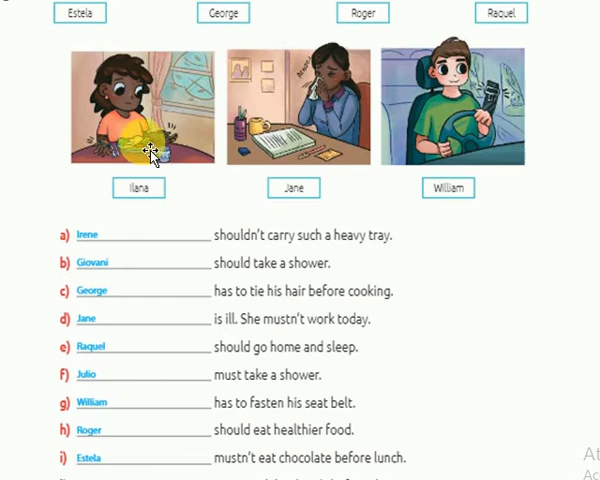 Estela George Roger Raquel
Ilana Jane William
a) Irene shouldn't carry such a heavy tray.
b) Giovani should take a shower.
c) George has to tie his hair before cooking.
d) Jane is ill. She mustn't work today.
e) Raquel should go home and sleep.
f) Julio must take a shower.
g) William has to fasten his seat belt.
h) Roger should eat healthier food.
i) Estela mustn't eat chocolate before lunch.